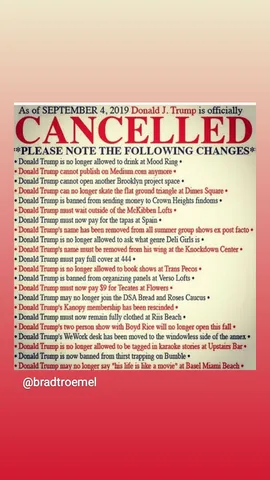 As of SEPTEMBER 4, 2019 Donald J. Trump is officially
CANCELLED
*PLEASE NOTE THE FOLLOWING CHANGES*
• Donald Trump is no longer allowed to drink at Mood Ring •
• Donald Trump cannot publish on Medium.com anymore •
• Donald Trump cannot open another Brooklyn project space •
• Donald Trump can no longer skate the flat ground triangle at Dimes Square •
• Donald Trump is banned from sending money to Crown Heights findoms •
• Donald Trump must wait outside of the McKibben Lofts •
• Donald Trump must now pay for the tapas at Spain •
• Donald Trump's name must be removed from all summer group shows ex post facto •
• Donald Trump is no longer allowed to ask what genre Deli Girls is •
• Donald Trump's name must be removed from his wing at the Knockdown Center •
• Donald Trump must pay full cover at 444 •
• Donald Trump is no longer allowed to book shows at Trans Pecos •
• Donald Trump is banned from organizing panels at Verso Lofts •
• Donald Trump must now pay $9 for Tecates at Flowers •
• Donald Trump may no longer join the DSA Bread and Roses Caucus •
• Donald Trump's Kanopy membership has been rescinded •
• Donald Trump must now remain fully clothed at Riis Beach •
• Donald Trump's two person show with Boyd Rice will no longer open this fall •
• Donald Trump's WeWork desk has been moved to the windowless side of the annex •
• Donald Trump is no longer allowed to be tagged in karaoke stories at Upstairs Bar •
• Donald Trump is now banned from thirst trapping on Bumble •
• Donald Trump may no longer say "his life is like a movie" at Basel Miami Beach •
@bradtroemel